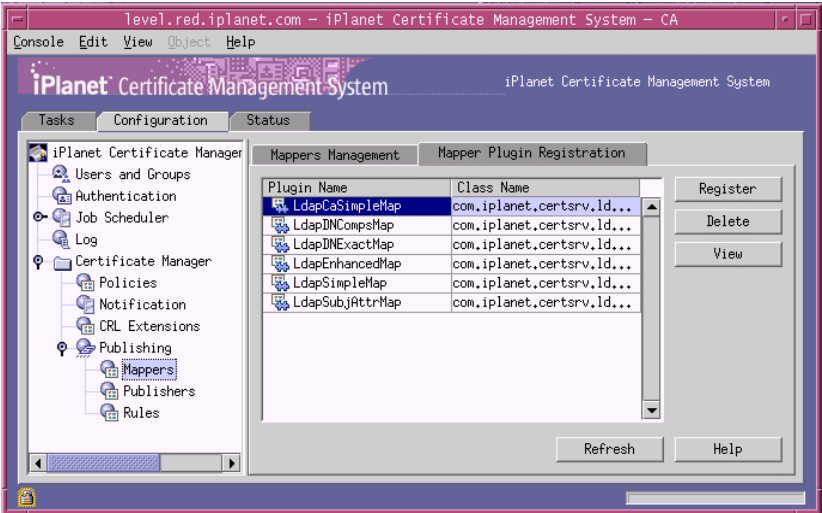 level.red.iplanet.com – iPlanet Certificate Management System – CA
Console Edit View Object Help
iPlanet Certificate Management System
iPlanet Certificate Management System
Tasks Configuration Status
iPlanet Certificate Manager
Users and Groups
Authentication
Job Scheduler
Log
Certificate Manager
Policies
Notification
CRL Extensions
Publishing
Mappers
Publishers
Rules
Mappers Management Mapper Plugin Registration
Plugin Name Class Name
LdapCaSimpleMap com.iplanet.certsrv.ld...
LdapDNCompsMap com.iplanet.certsrv.ld...
LdapDNExactMap com.iplanet.certsrv.ld...
LdapEnhancedMap com.iplanet.certsrv.ld...
LdapSimpleMap com.iplanet.certsrv.ld...
LdapSubjAttrMap com.iplanet.certsrv.ld...
Register
Delete
View
Refresh Help